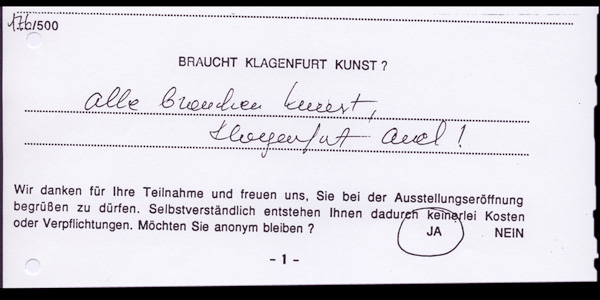 176/500
BRAUCHT KLAGENFURT KUNST ?
alle brauchen kunst,
Klagenfurt auch !
Wir danken für Ihre Teilnahme und freuen uns, Sie bei der Ausstellungseröffnung
begrüßen zu dürfen. Selbstverständlich entstehen Ihnen dadurch keinerlei Kosten
oder Verpflichtungen. Möchten Sie anonym bleiben ? JA NEIN
- 1 -